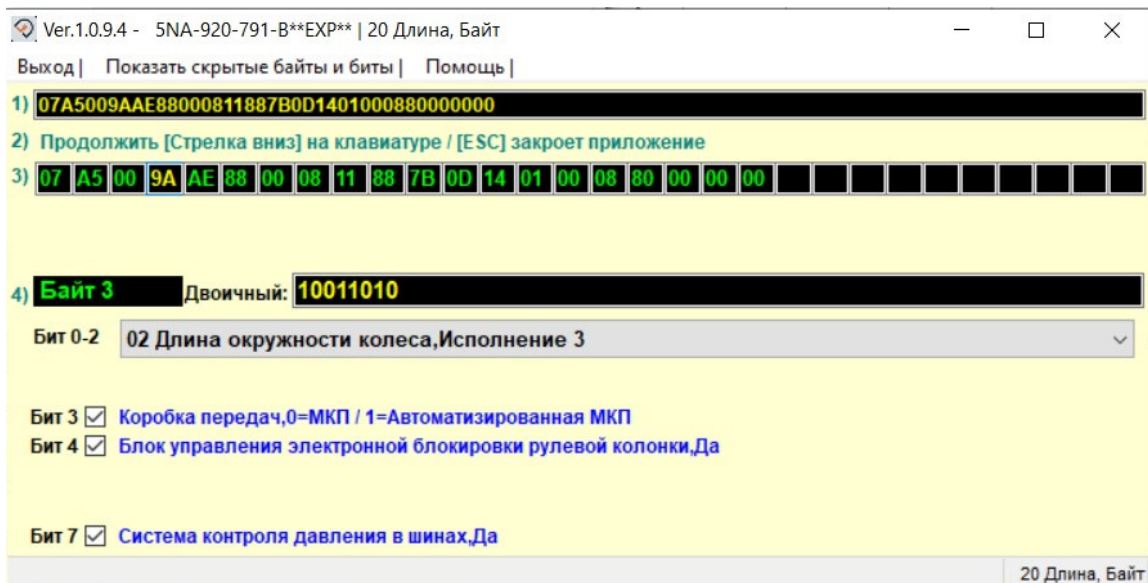 Ver.1.0.9.4 - 5NA-920-791-B**EXP** | 20 Длина, Байт
Выход | Показать скрытые байты и биты | Помощь |
1) 07A5009AAE88000811887B0D1401000880000000
2) Продолжить [Стрелка вниз] на клавиатуре / [ESC] закроет приложение
3) 07 A5 00 9A AE 88 00 08 11 88 7B 0D 14 01 00 08 80 00 00 00
4) Байт 3 Двоичный: 10011010
Бит 0-2 02 Длина окружности колеса,Исполнение 3
Бит 3 Коробка передач,0=МКП / 1=Автоматизированная МКП
Бит 4 Блок управления электронной блокировки рулевой колонки,Да
Бит 7 Система контроля давления в шинах,Да
20 Длина, Байт